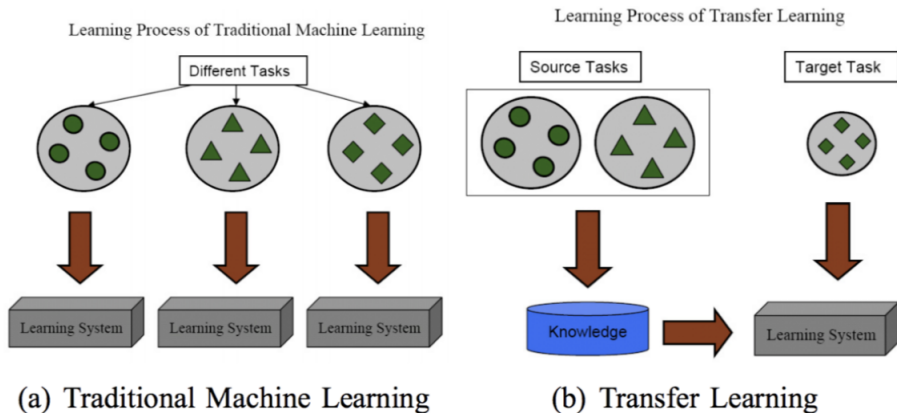 Learning Process of Traditional Machine Learning
Different Tasks
Learning System
Learning System
Learning System
(a) Traditional Machine Learning
Learning Process of Transfer Learning
Source Tasks
Target Task
Knowledge
Learning System
(b) Transfer Learning